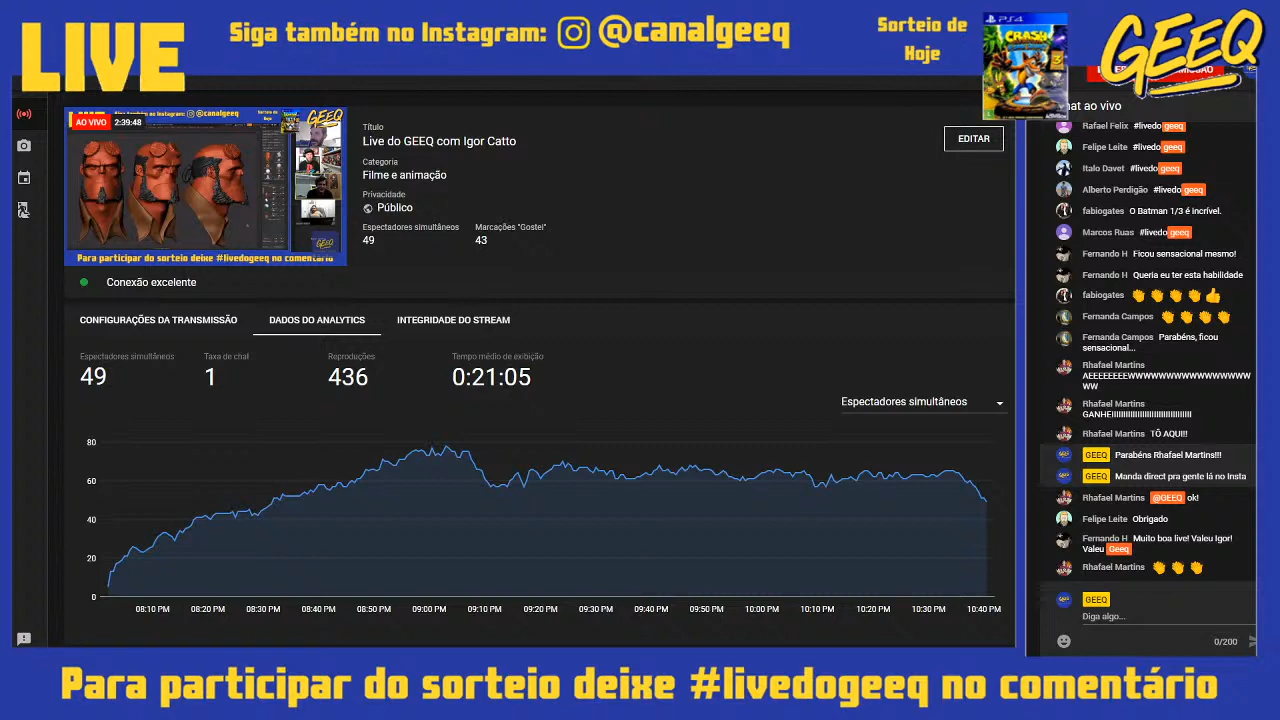 LIVE
Siga também no Instagram: @canalgeeq
Sorteio de
Hoje
PS4
CRASH
GEEQ
AO VIVO 2:39:48
GEEQ
Para participar do sorteio deixe #livedogeeq no comentário
Título
Live do GEEQ com Igor Catto
Categoria
Filme e animação
Privacidade
Público
Espectadores simultâneos
49
Marcações "Gostei"
43
EDITAR
Conexão excelente
CONFIGURAÇÕES DA TRANSMISSÃO
DADOS DO ANALYTICS
INTEGRIDADE DO STREAM
Espectadores simultâneos
49
Taxa de chat
1
Reproduções
436
Tempo médio de exibição
0:21:05
Espectadores simultâneos
80
60
40
20
0
08:10 PM 08:20 PM 08:30 PM 08:40 PM 08:50 PM 09:00 PM 09:10 PM 09:20 PM 09:30 PM 09:40 PM 09:50 PM 10:00 PM 10:10 PM 10:20 PM 10:30 PM 10:40 PM
ao vivo
Rafael Felix #livedogeeq
Felipe Leite #livedogeeq
Italo Davet #livedogeeq
Alberto Perdigão #livedogeeq
fabiogates O Batman 1/3 é incrível.
Marcos Ruas #livedogeeq
Fernando H Ficou sensacional mesmo!
Fernando H Queria eu ter esta habilidade
fabiogates 👏 👏 👏 👏 👍
Fernanda Campos 👏 👏 👏 👏
Fernanda Campos Parabéns, ficou
sensacional...
Rhafael Martins
AEEEEEEEWWWWWWWWWWWWWWWW
WW
Rhafael Martins
GANHEIIIIIIIIIIIIIIIIIIIIIIIIIIIIIII
Rhafael Martins TÔ AQUI!!!
GEEQ Parabéns Rhafael Martins!!!
GEEQ Manda direct pra gente lá no Insta
Rhafael Martins @GEEQ ok!
Felipe Leite Obrigado
Fernando H Muito boa live! Valeu Igor!
Valeu Geeq
Rhafael Martins 👏 👏 👏
GEEQ
Diga algo...
0/200
Para participar do sorteio deixe #livedogeeq no comentário